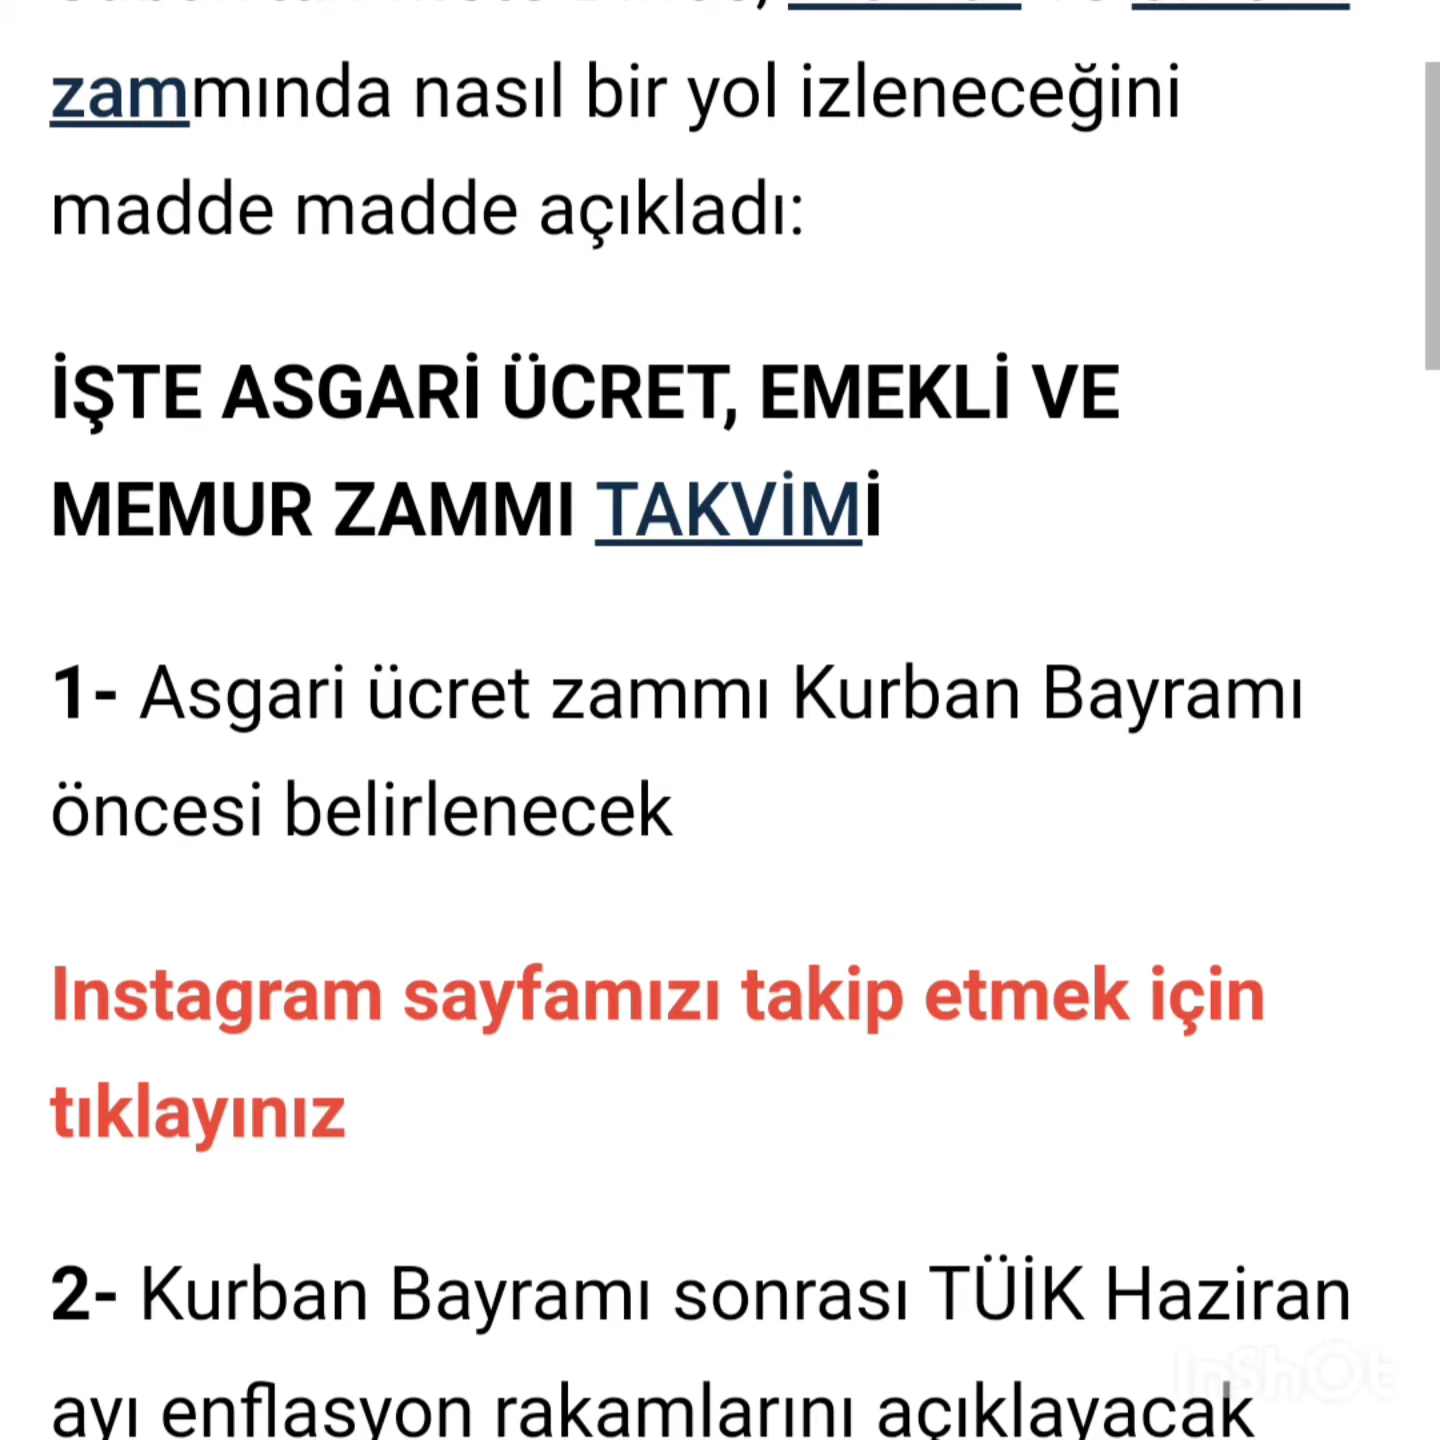 zammında nasıl bir yol izleneceğini
madde madde açıkladı:
İŞTE ASGARİ ÜCRET, EMEKLİ VE
MEMUR ZAMMI TAKVİMİ
1- Asgari ücret zammı Kurban Bayramı
öncesi belirlenecek
Instagram sayfamızı takip etmek için
tıklayınız
2- Kurban Bayramı sonrası TÜİK Haziran
InShOt
ayı enflasyon rakamlarını açıklayacak